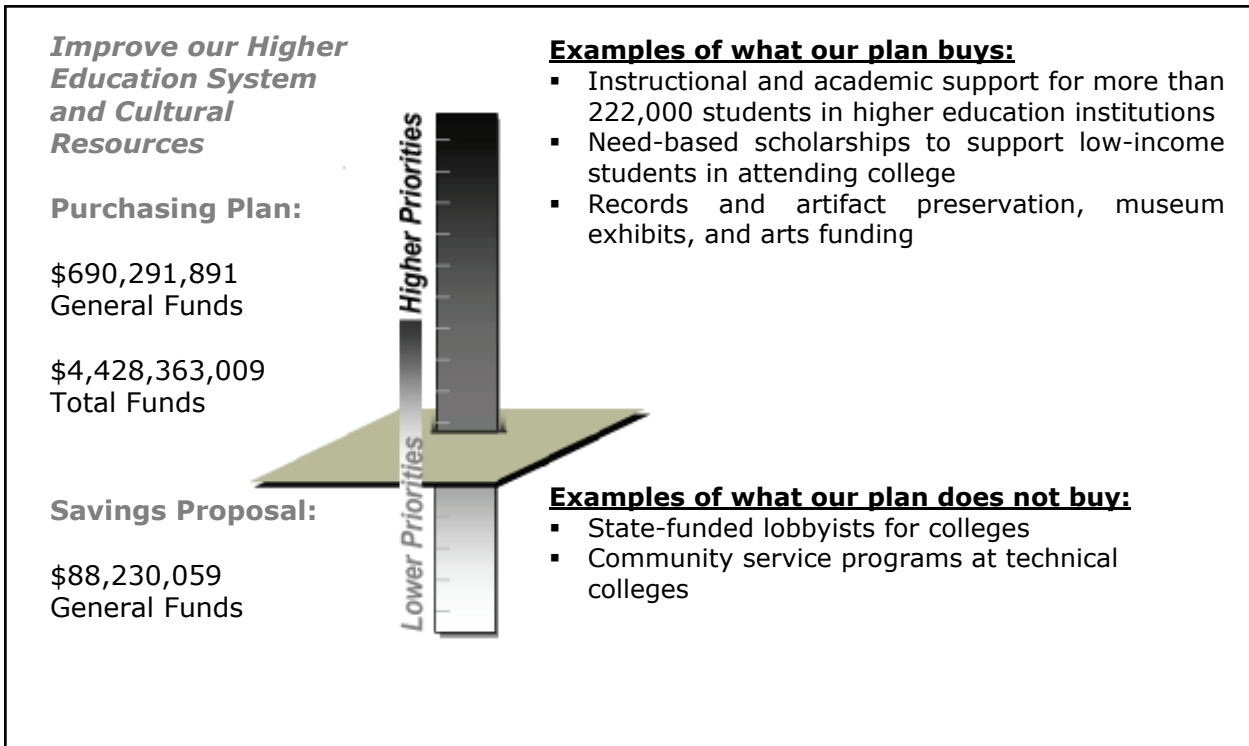 Improve our Higher
Education System
and Cultural
Resources
Purchasing Plan:
$690,291,891
General Funds
$4,428,363,009
Total Funds
Savings Proposal:
$88,230,059
General Funds
Higher Priorities
Lower Priorities
Examples of what our plan buys:
▪ Instructional and academic support for more than
222,000 students in higher education institutions
▪ Need-based scholarships to support low-income
students in attending college
▪ Records and artifact preservation, museum
exhibits, and arts funding
Examples of what our plan does not buy:
▪ State-funded lobbyists for colleges
▪ Community service programs at technical
colleges